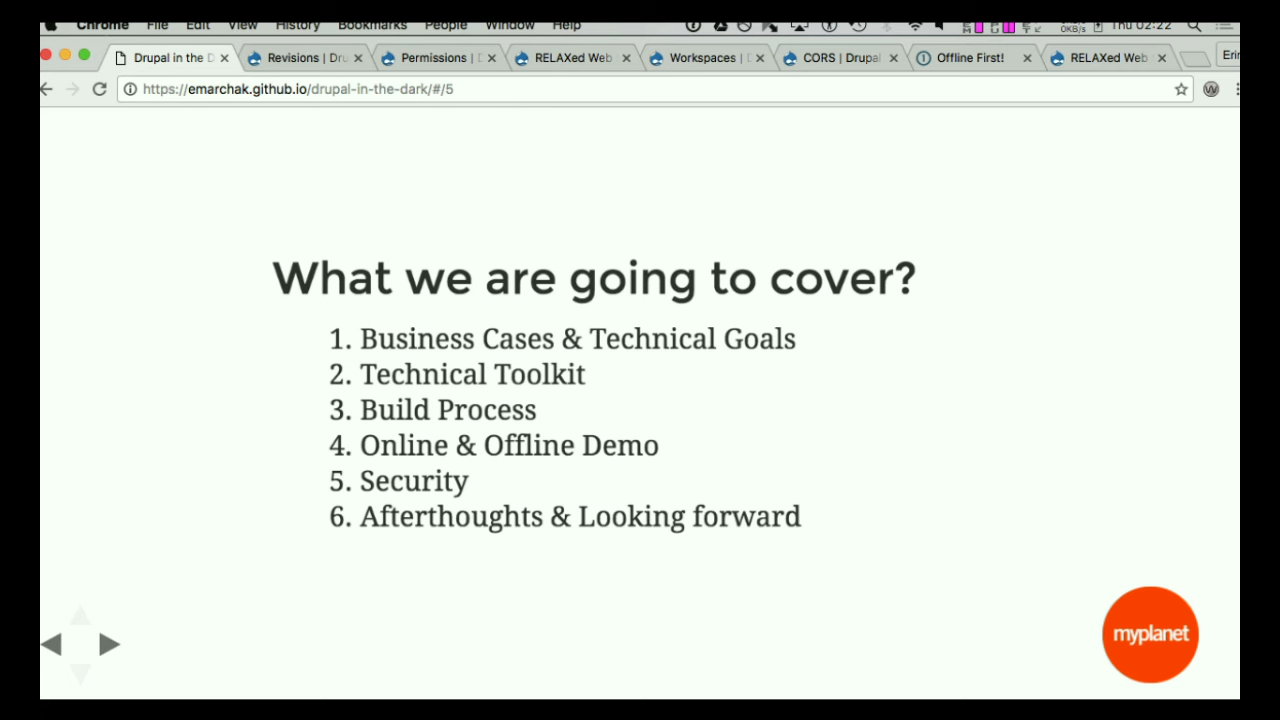 Chrome File Edit View History Bookmarks People Window Help Thu 02:22
0KB/s
Drupal in the D Revisions | Dru Permissions | D RELAXed Web Workspaces | D CORS | Drupal Offline First! RELAXed Web Erin
https://emarchak.github.io/drupal-in-the-dark/#/5
What we are going to cover?
1. Business Cases & Technical Goals
2. Technical Toolkit
3. Build Process
4. Online & Offline Demo
5. Security
6. Afterthoughts & Looking forward
myplanet